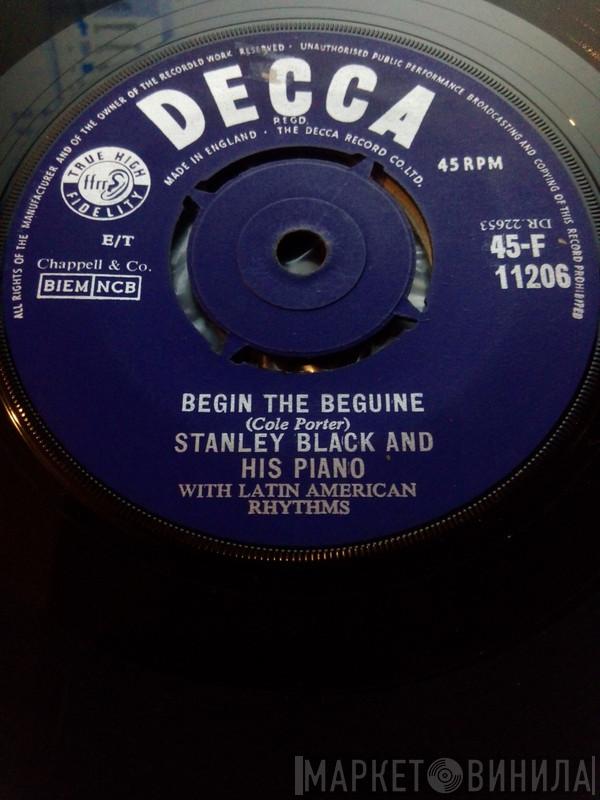 ALL RIGHTS OF THE MANUFACTURER AND OF THE OWNER OF THE RECORDED WORK RESERVED · UNAUTHORISED PUBLIC PERFORMANCE BROADCASTING AND COPYING OF THIS RECORD PROHIBITED
DECCA
REGD.
MADE IN ENGLAND · THE DECCA RECORD CO. LTD.
TRUE HIGH
ffrr
FIDELITY
45 RPM
E/T
DR.22653
Chappell & Co.
BIEM NCB
45-F
11206
BEGIN THE BEGUINE
(Cole Porter)
STANLEY BLACK AND
HIS PIANO
WITH LATIN AMERICAN
RHYTHMS
МАРКЕТ ВИНИЛА